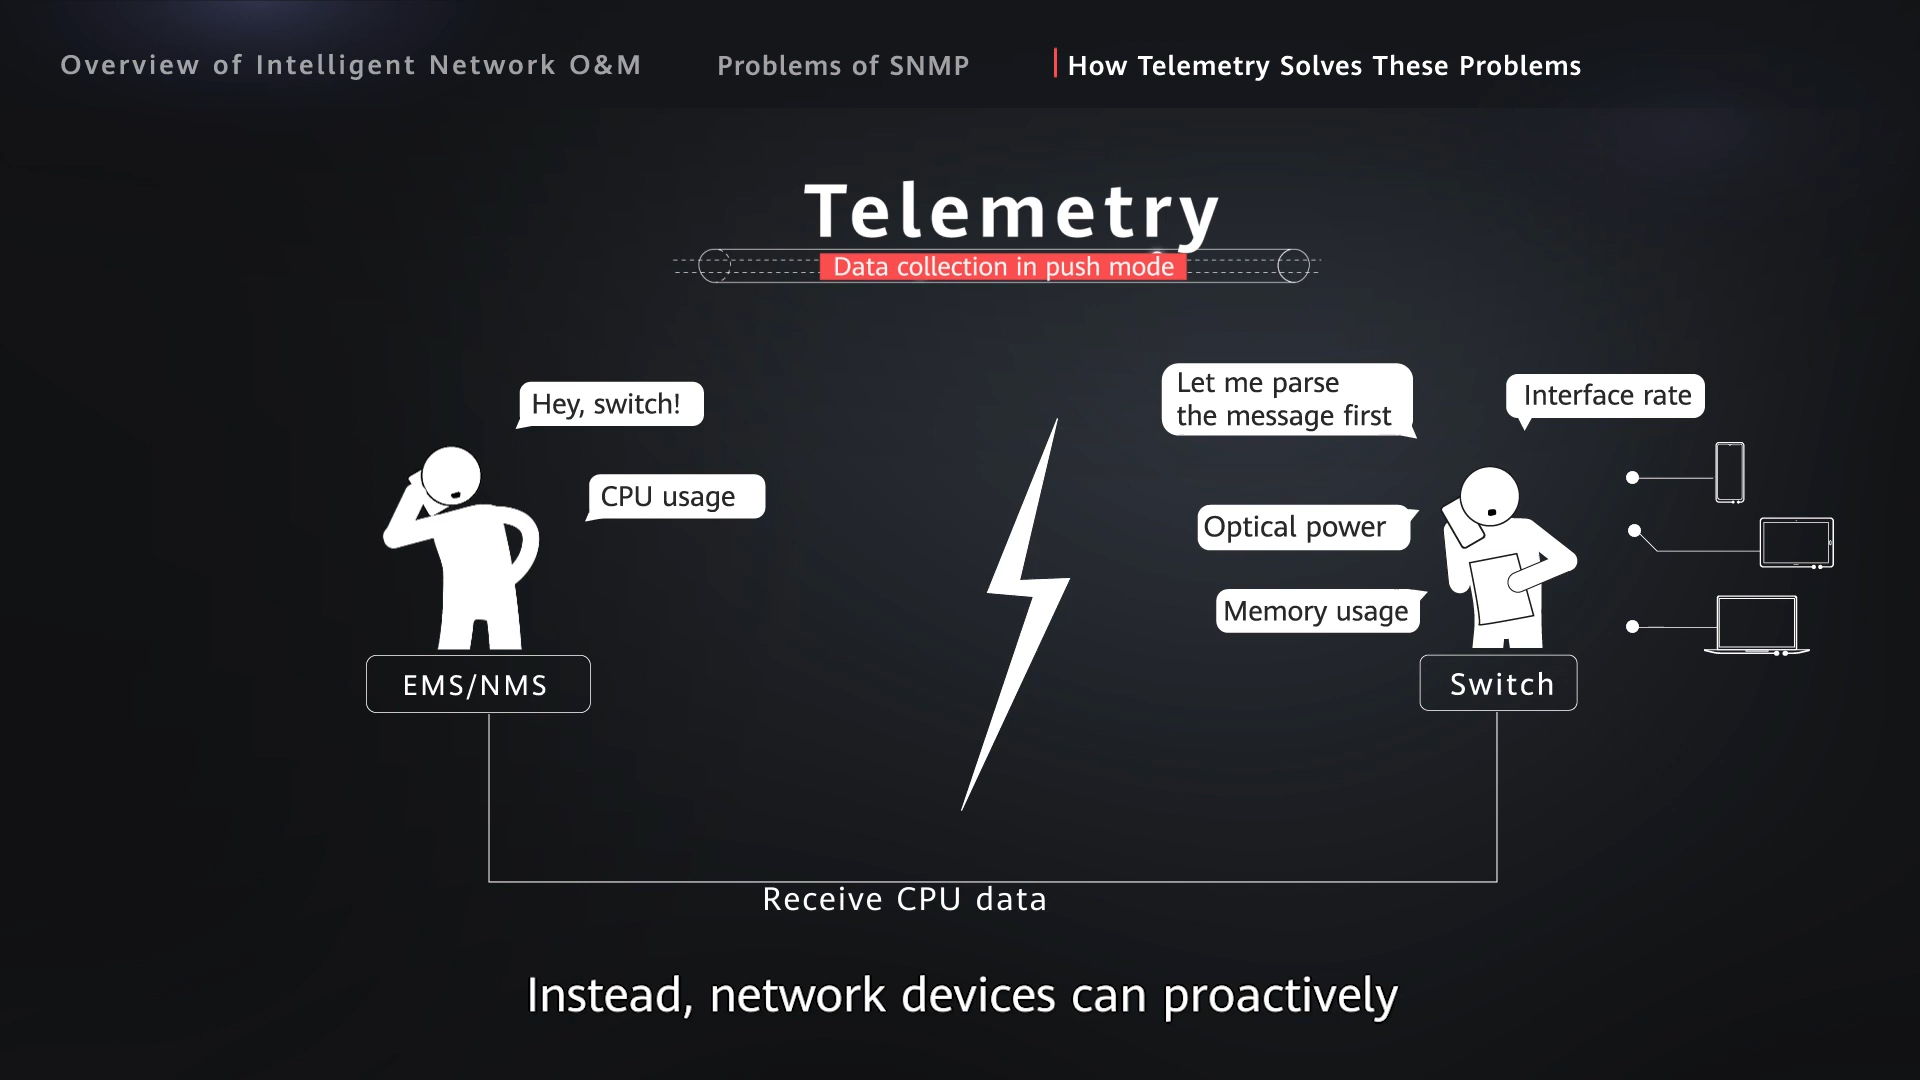 Overview of Intelligent Network O&M
Problems of SNMP
How Telemetry Solves These Problems
Telemetry
Data collection in push mode
Hey, switch!
CPU usage
Let me parse
the message first
Interface rate
Optical power
Memory usage
EMS/NMS
Switch
Receive CPU data
Instead, network devices can proactively